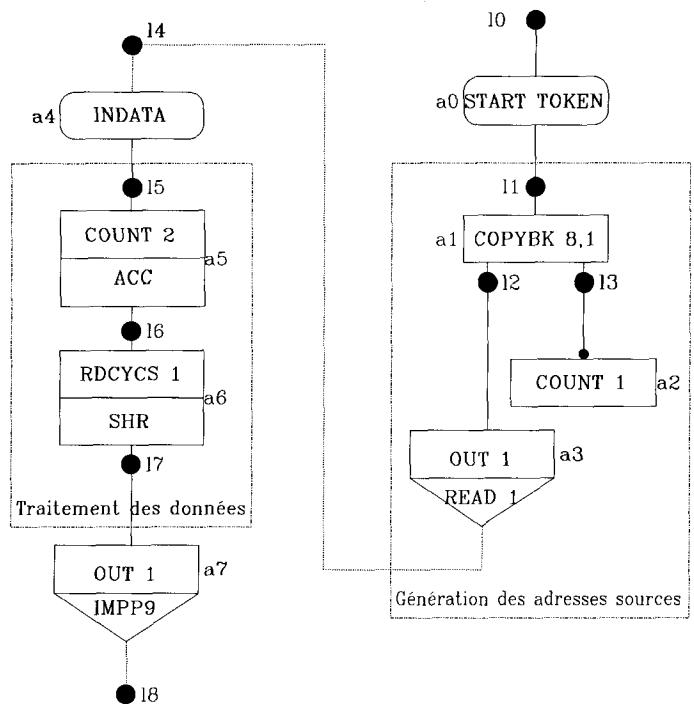 l4
a4 INDATA
l5
COUNT 2
a5
ACC
l6
RDCYCS 1
a6
SHR
l7
Traitement des données
OUT 1 a7
IMPP9
l8
l0
a0 START TOKEN
l1
a1 COPYBK 8,1
l2 l3
COUNT 1 a2
OUT 1 a3
READ 1
Génération des adresses sources